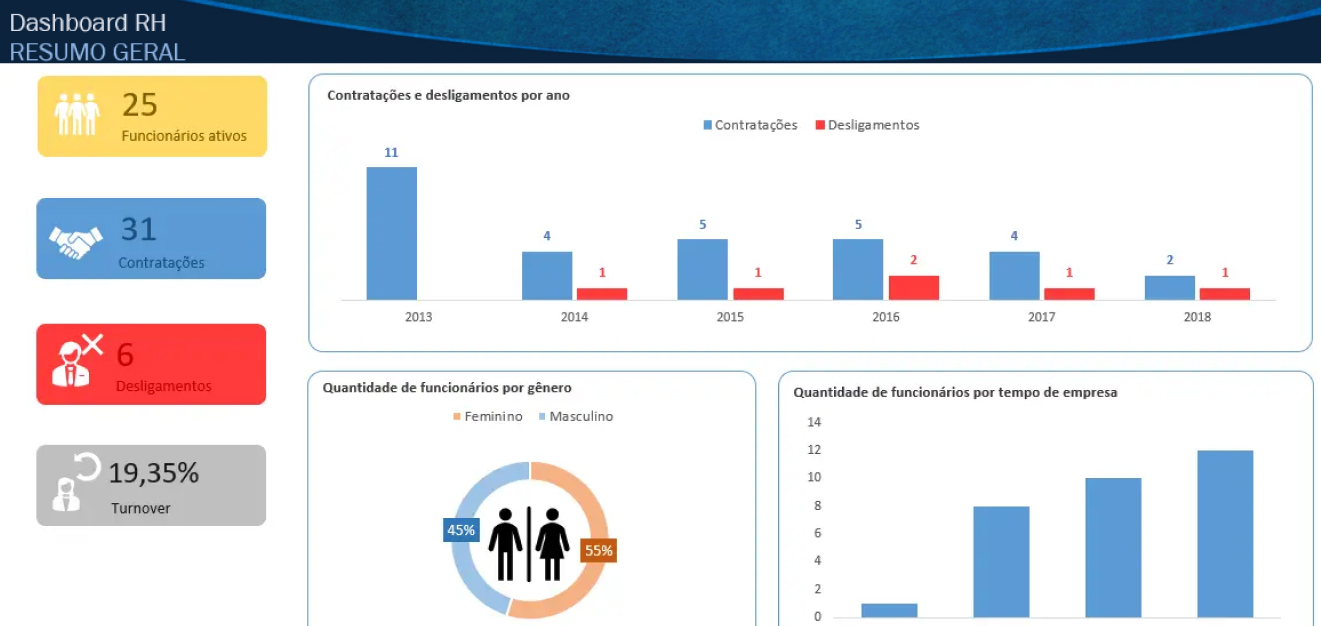 Dashboard RH
RESUMO GERAL
25
Funcionários ativos
31
Contratações
6
Desligamentos
19,35%
Turnover
Contratações e desligamentos por ano
Contratações Desligamentos
11
4
1
5
1
5
2
4
1
2
1
2013 2014 2015 2016 2017 2018
Quantidade de funcionários por gênero
Feminino Masculino
45%
55%
Quantidade de funcionários por tempo de empresa
14
12
10
8
6
4
2
0